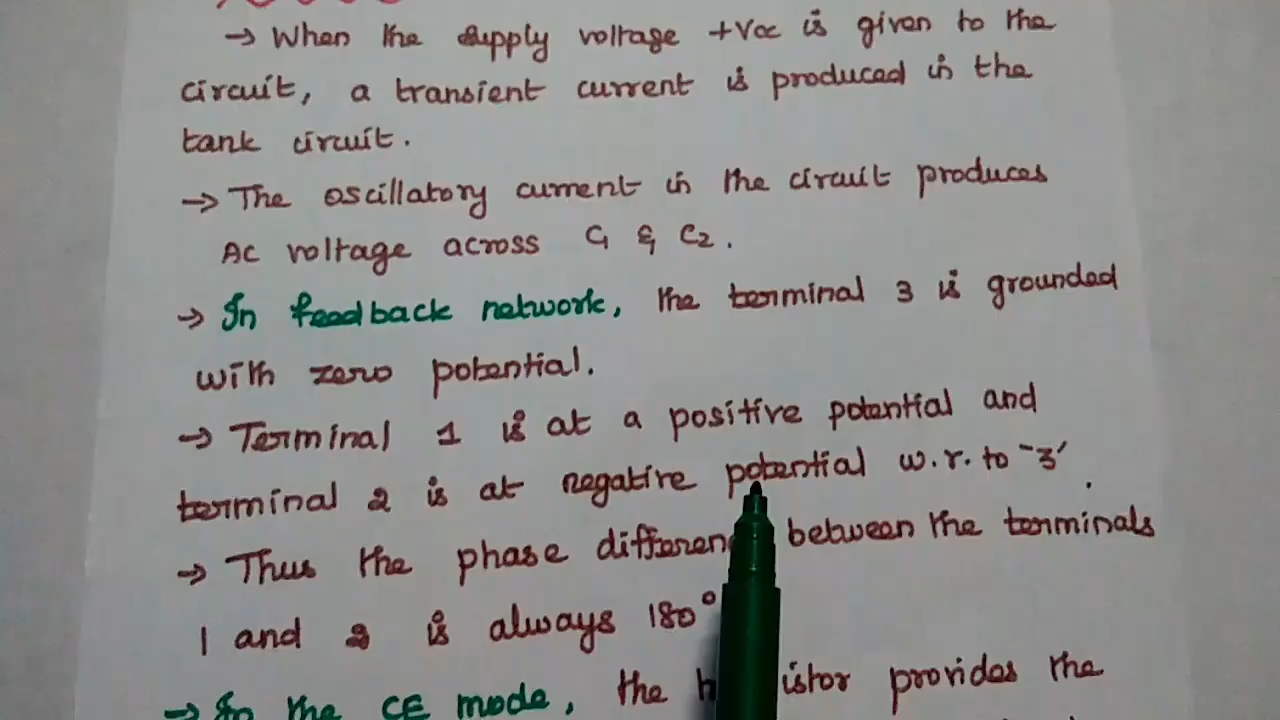 → When the supply voltage +Vcc is given to the
circuit, a transient current is produced in the
tank circuit.
→ The oscillatory current in the circuit produces
AC voltage across C1 & C2.
→ In feedback network, the terminal 3 is grounded
with zero potential.
→ Terminal 1 is at a positive potential and
terminal 2 is at negative potential w.r.to '3'.
→ Thus the phase differen between the terminals
1 and 2 is always 180°
→ In the CE mode, the provides the